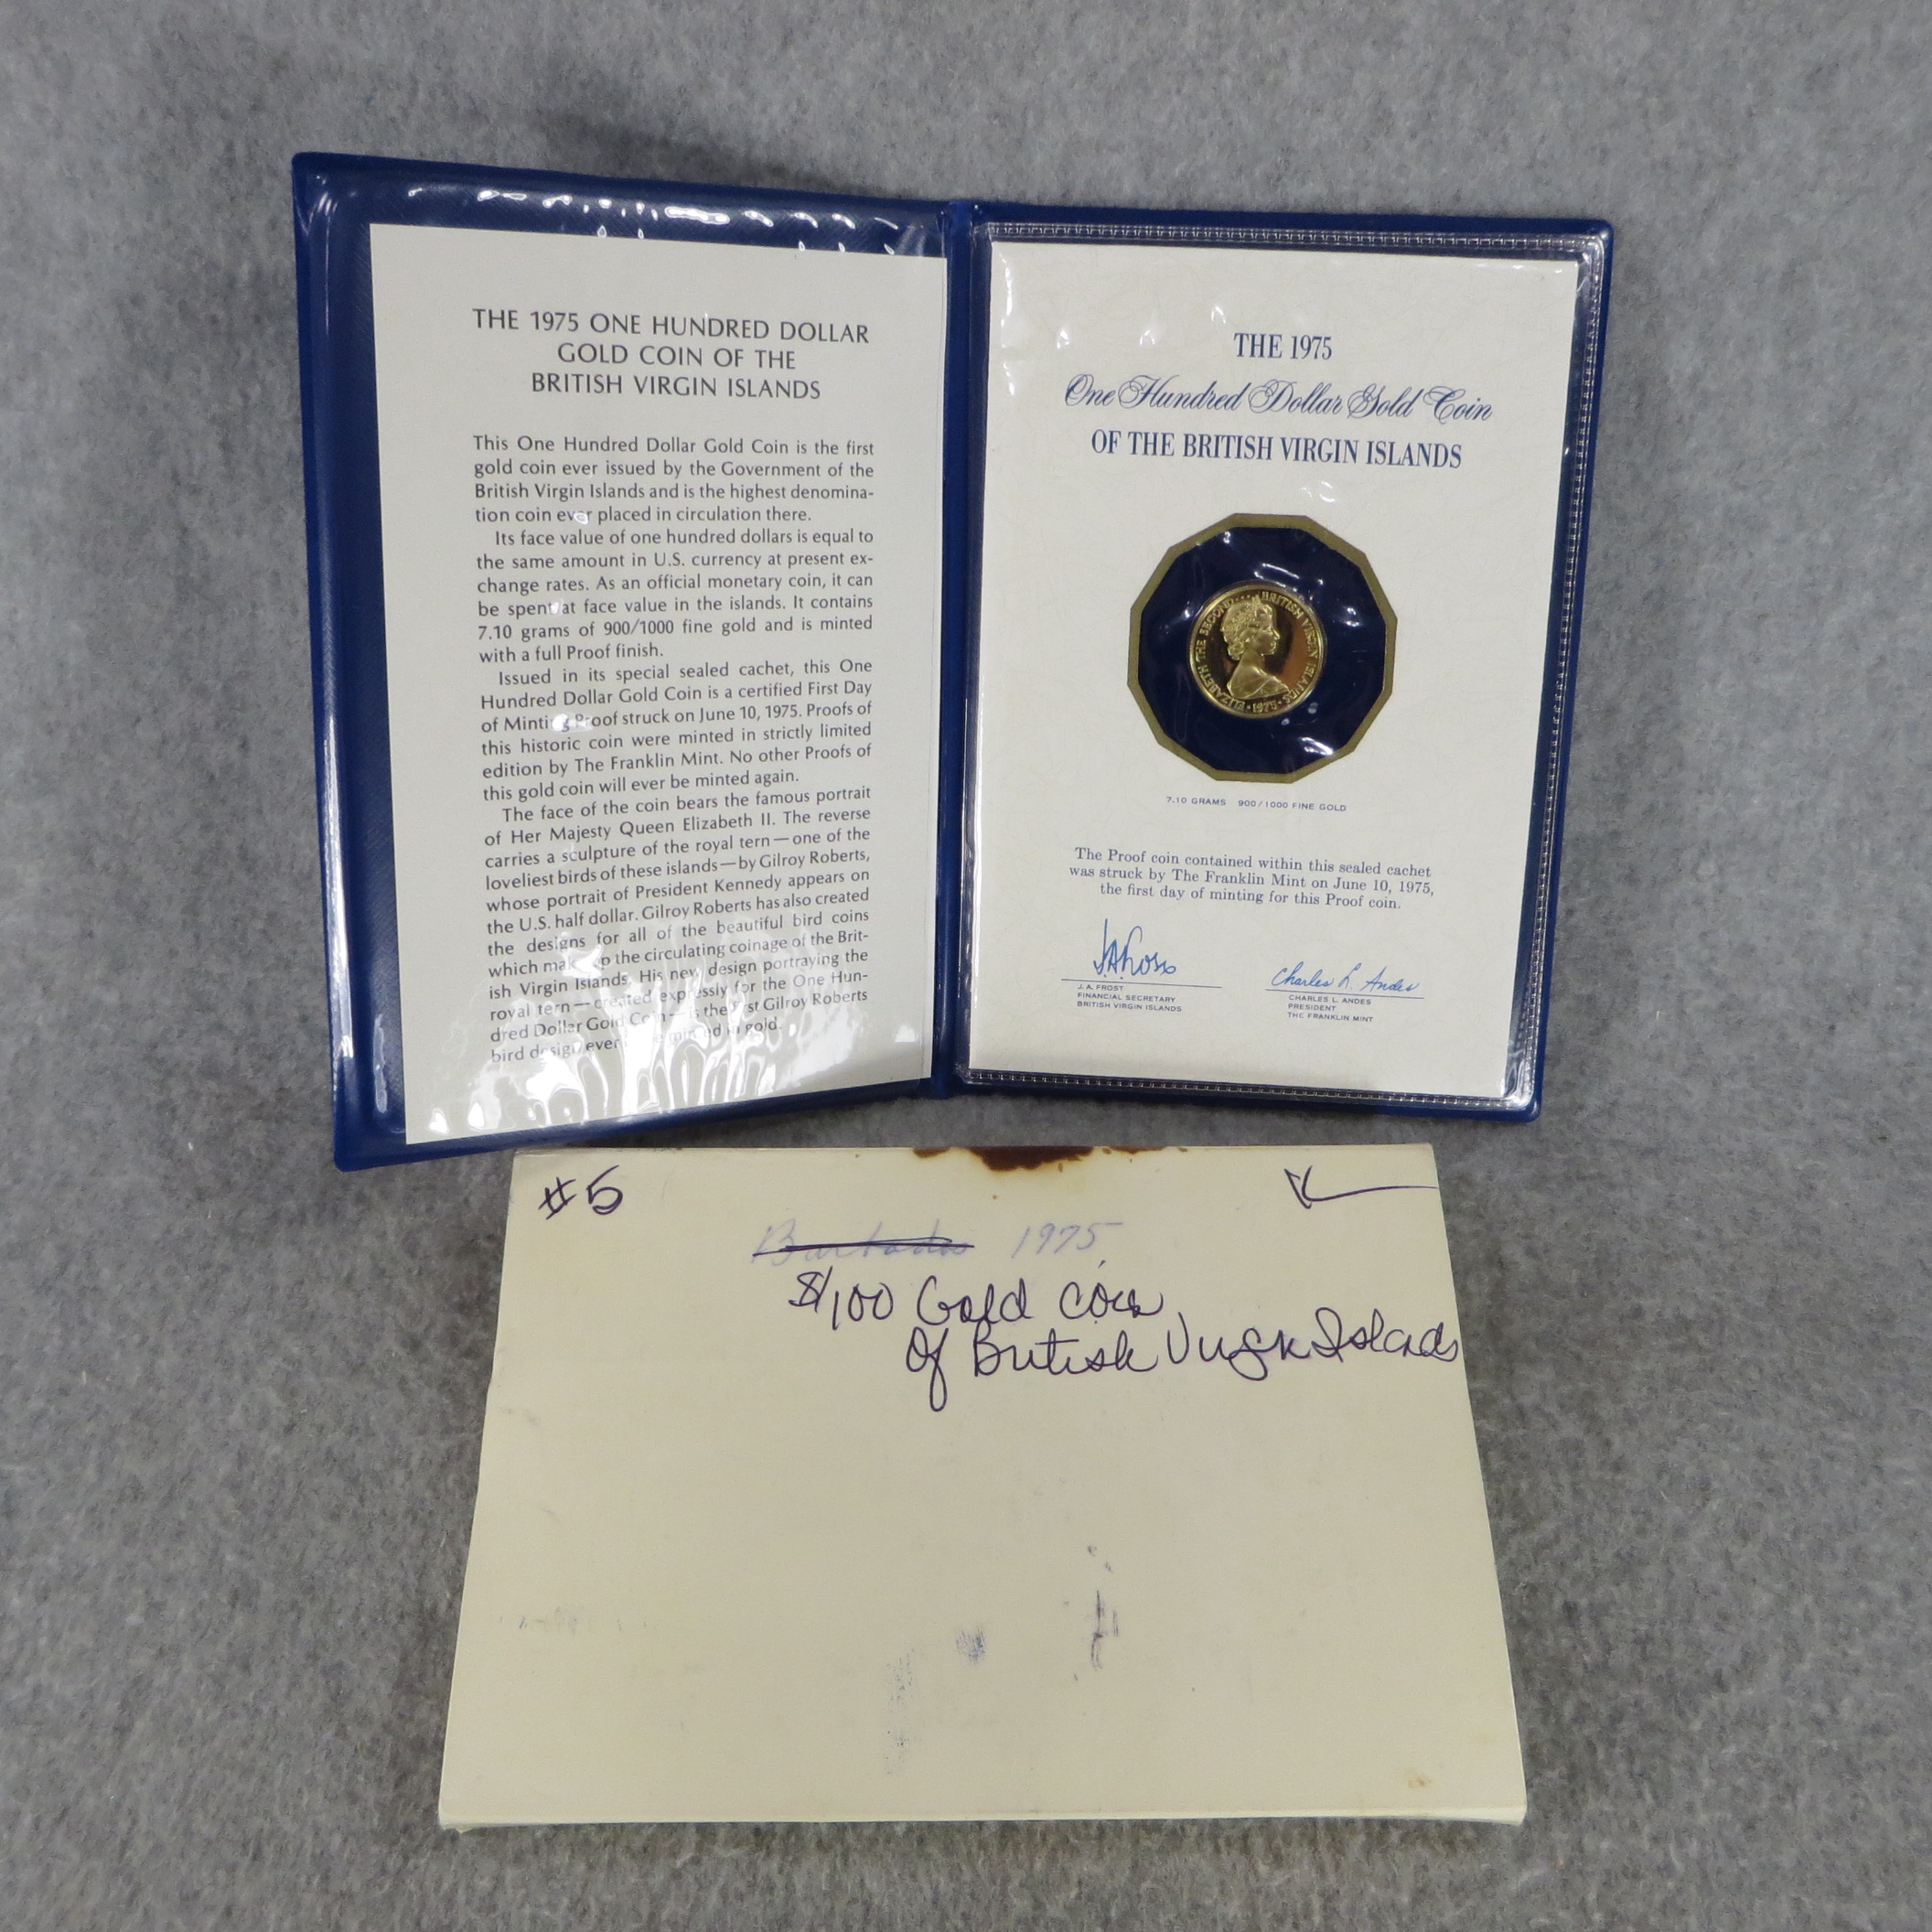 THE 1975 ONE HUNDRED DOLLAR
GOLD COIN OF THE
BRITISH VIRGIN ISLANDS
This One Hundred Dollar Gold Coin is the first
gold coin ever issued by the Government of the
British Virgin Islands and is the highest denomina-
tion coin ever placed in circulation there.
Its face value of one hundred dollars is equal to
the same amount in U.S. currency at present ex-
change rates. As an official monetary coin, it can
be spent at face value in the islands. It contains
7.10 grams of 900/1000 fine gold and is minted
with a full Proof finish.
Issued in its special sealed cachet, this One
Hundred Dollar Gold Coin is a certified First Day
of Minting Proof struck on June 10, 1975. Proofs of
this historic coin were minted in strictly limited
edition by The Franklin Mint. No other Proofs of
this gold coin will ever be minted again.
The face of the coin bears the famous portrait
of Her Majesty Queen Elizabeth II. The reverse
carries a sculpture of the royal tern—one of the
loveliest birds of these islands—by Gilroy Roberts,
whose portrait of President Kennedy appears on
the U.S. half dollar. Gilroy Roberts has also created
the designs for all of the beautiful bird coins
which make up the circulating coinage of the Brit-
ish Virgin Islands. His new design portraying the
royal tern—created expressly for the One Hun-
dred Dollar Gold Coin—is the first Gilroy Roberts
bird design ever minted in gold.
THE 1975
One Hundred Dollar Gold Coin
OF THE BRITISH VIRGIN ISLANDS
ELIZABETH THE SECOND BRITISH VIRGIN ISLANDS
·1975·
7.10 GRAMS 900/1000 FINE GOLD
The Proof coin contained within this sealed cachet
was struck by The Franklin Mint on June 10, 1975,
the first day of minting for this Proof coin.
J. A. FROST
FINANCIAL SECRETARY
BRITISH VIRGIN ISLANDS
Charles L. Andes
CHARLES L. ANDES
PRESIDENT
THE FRANKLIN MINT
#5
Barbados 1975
$100 Gold Coin
Of British Virgin Islands